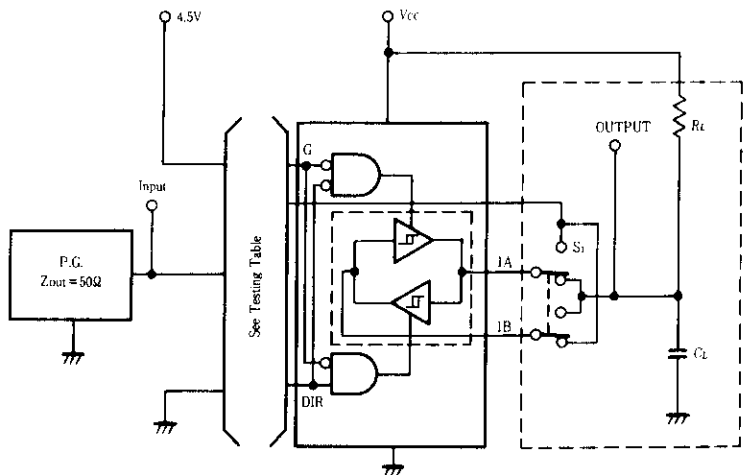 4.5V
Vcc
G
OUTPUT
RL
Input
P.G.
Zout = 50Ω
See Testing Table
S1
1A
1B
CL
DIR